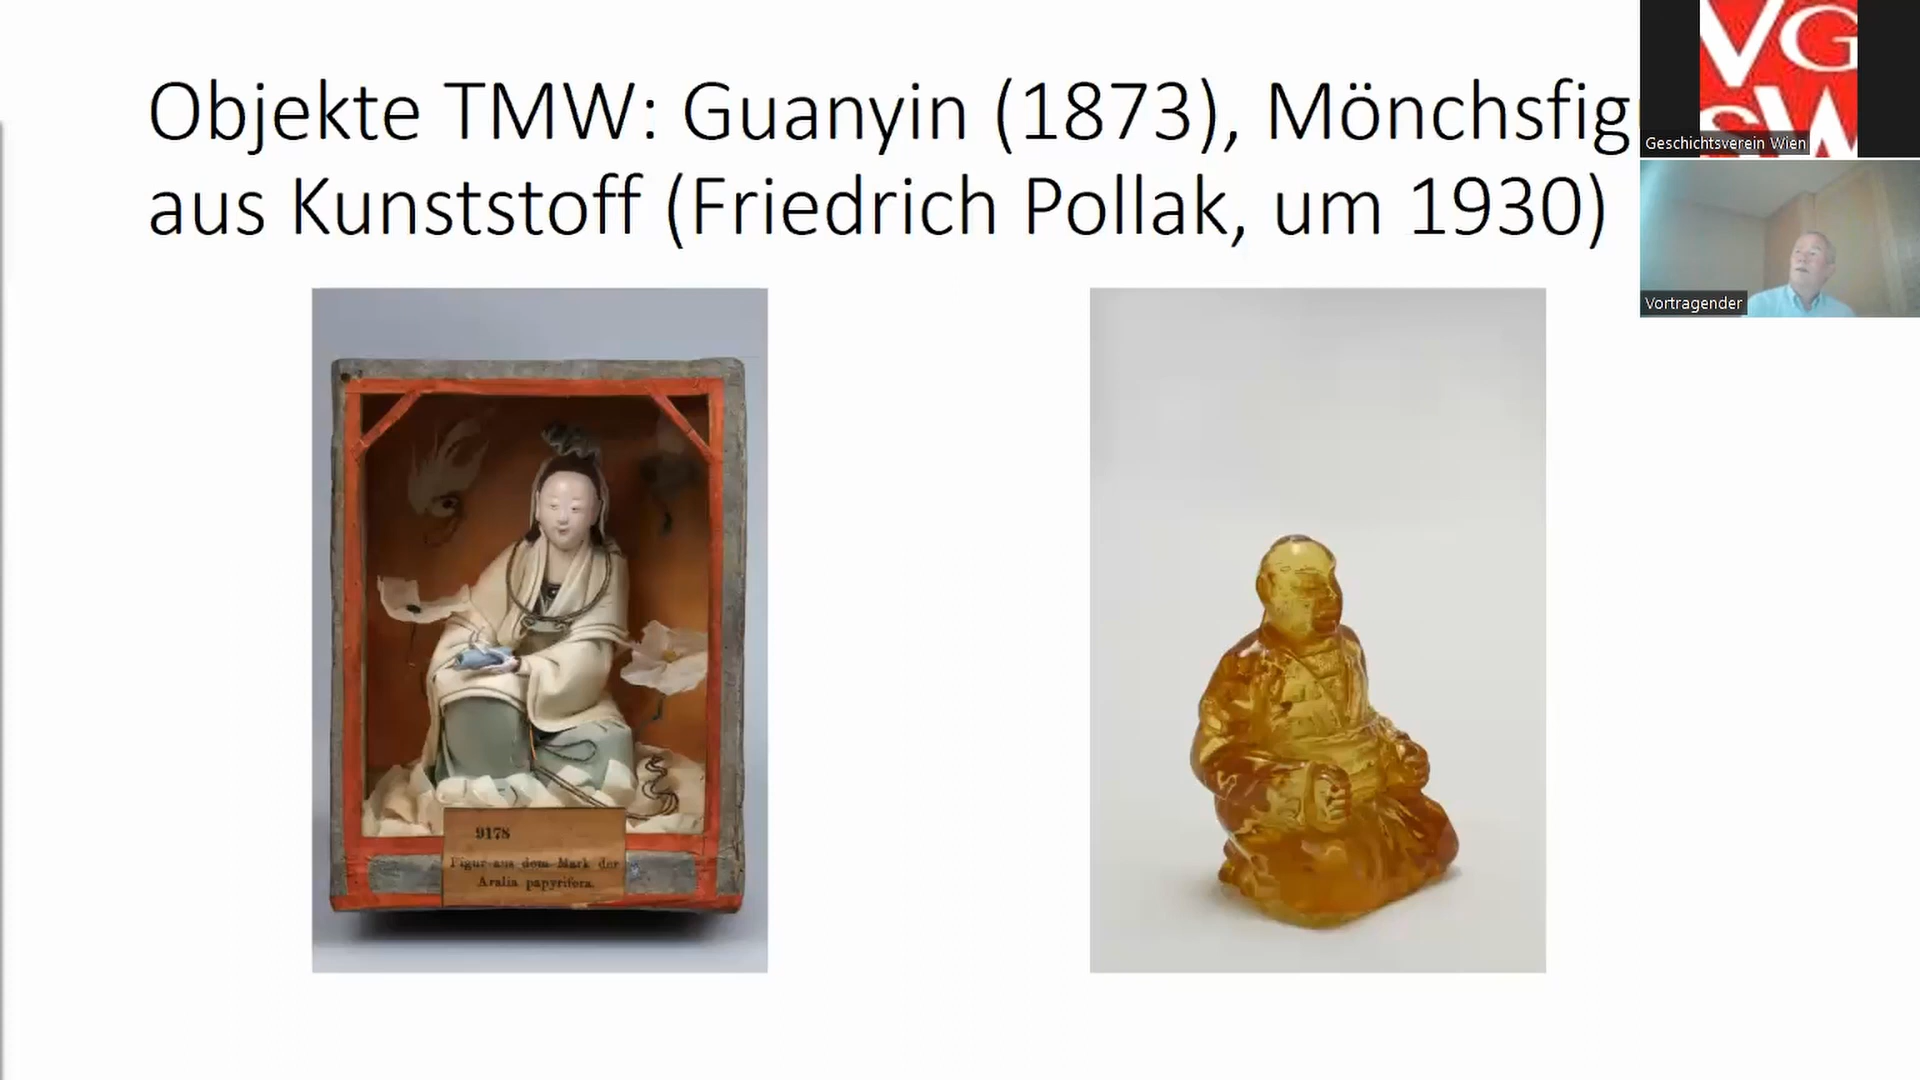 Objekte TMW: Guanyin (1873), Mönchsfig
aus Kunststoff (Friedrich Pollak, um 1930)
VG
SW
Geschichtsverein Wien
Vortragender
9178
Figur aus dem Mark der
Aralia papyrifera.